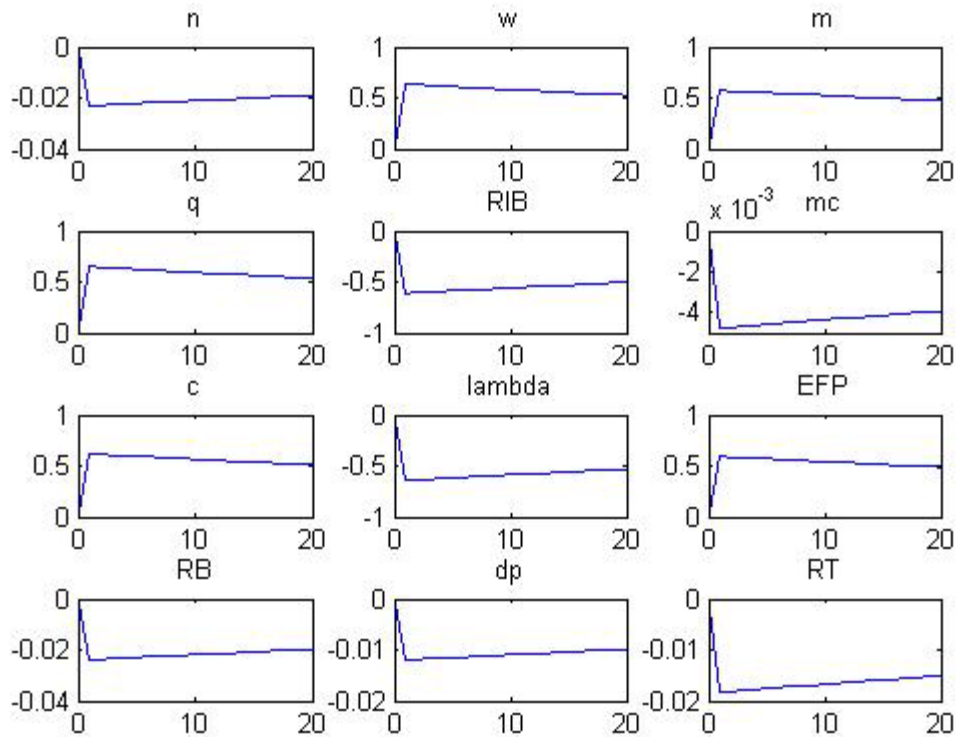 n w m
0 1 1
-0.02 0.5 0.5
-0.04 0 0
0 10 20 0 10 20 0 10 20
q RIB x 10^-3 mc
1 0 0
0.5 -0.5 -2
-4
0 -1
0 10 20 0 10 20 0 10 20
c lambda EFP
1 0 1
0.5 -0.5 0.5
0 -1 0
0 10 20 0 10 20 0 10 20
RB dp RT
0 0 0
-0.02 -0.01 -0.01
-0.04 -0.02 -0.02
0 10 20 0 10 20 0 10 20